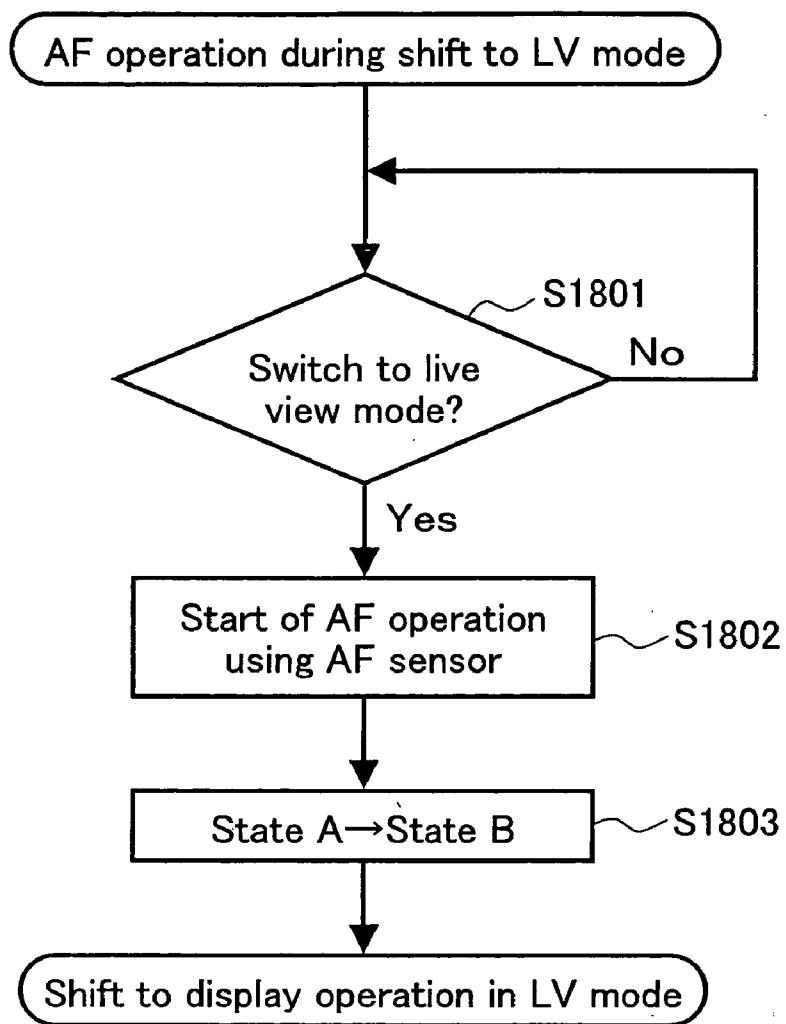 AF operation during shift to LV mode
S1801
No
Switch to live
view mode?
Yes
Start of AF operation
using AF sensor
S1802
State A→State B
S1803
Shift to display operation in LV mode